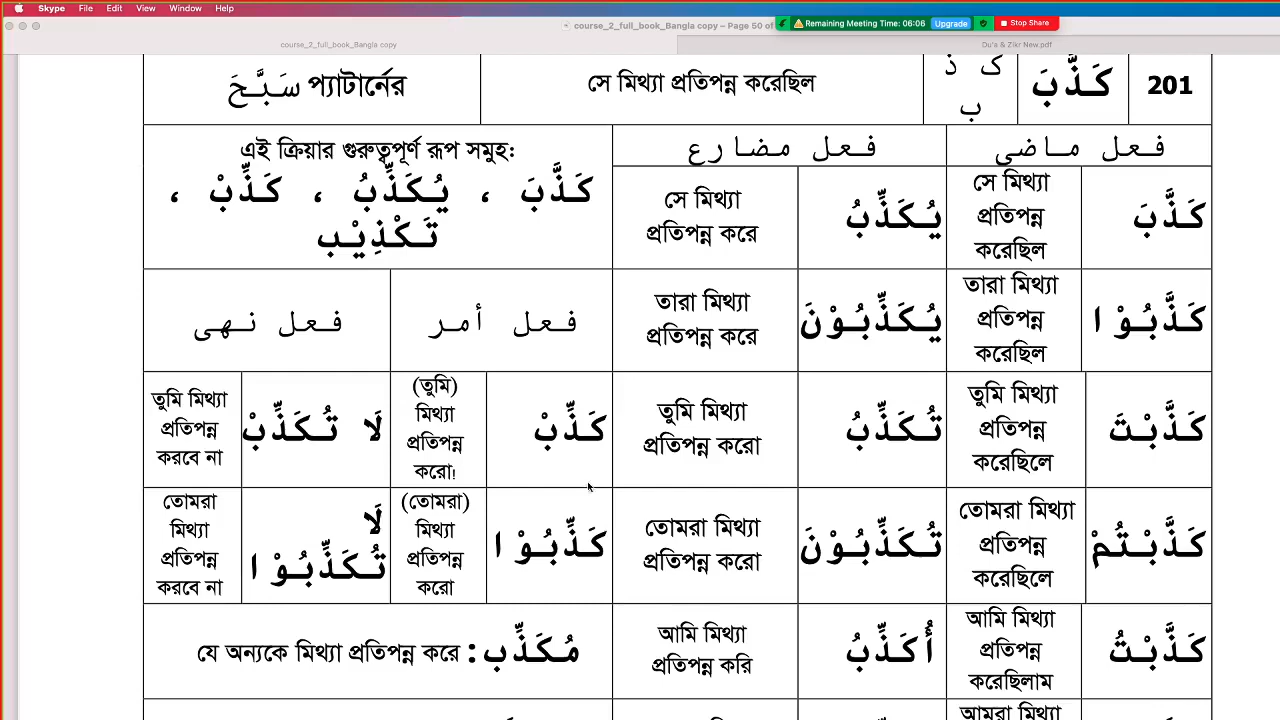 Skype File Edit View Window Help
course_2_full_book_Bangla copy – Page 50 of
Remaining Meeting Time: 06:06 Upgrade Stop Share
course_2_full_book_Bangla copy
Du'a & Zikr New.pdf
201
كَذَّبَ
ک ذ
ب
সে মিথ্যা প্রতিপন্ন করেছিল
سَبَّحَ প্যাটার্নের
فعل ماضی
فعل مضارع
এই ক্রিয়ার গুরুত্বপূর্ণ রূপ সমুহঃ
كَذَّبَ ، يُكَذِّبُ ، كَذِّبْ ،
تَكْذِيْب
كَذَّبَ
সে মিথ্যা
প্রতিপন্ন
করেছিল
يُكَذِّبُ
সে মিথ্যা
প্রতিপন্ন করে
كَذَّبُوْا
তারা মিথ্যা
প্রতিপন্ন
করেছিল
يُكَذِّبُوْنَ
তারা মিথ্যা
প্রতিপন্ন করে
فعل أمر
فعل نهى
كَذَّبْتَ
তুমি মিথ্যা
প্রতিপন্ন
করেছিলে
تُكَذِّبُ
তুমি মিথ্যা
প্রতিপন্ন করো
كَذِّبْ
(তুমি)
মিথ্যা
প্রতিপন্ন
করো!
لَا تُكَذِّبْ
তুমি মিথ্যা
প্রতিপন্ন
করবে না
كَذَّبْتُمْ
তোমরা মিথ্যা
প্রতিপন্ন
করেছিলে
تُكَذِّبُوْنَ
তোমরা মিথ্যা
প্রতিপন্ন করো
كَذِّبُوْا
(তোমরা)
মিথ্যা
প্রতিপন্ন
করো
لَا
تُكَذِّبُوْا
তোমরা
মিথ্যা
প্রতিপন্ন
করবে না
كَذَّبْتُ
আমি মিথ্যা
প্রতিপন্ন
করেছিলাম
أُكَذِّبُ
আমি মিথ্যা
প্রতিপন্ন করি
مُكَذِّب: যে অন্যকে মিথ্যা প্রতিপন্ন করে
আমরা মিথ্যা